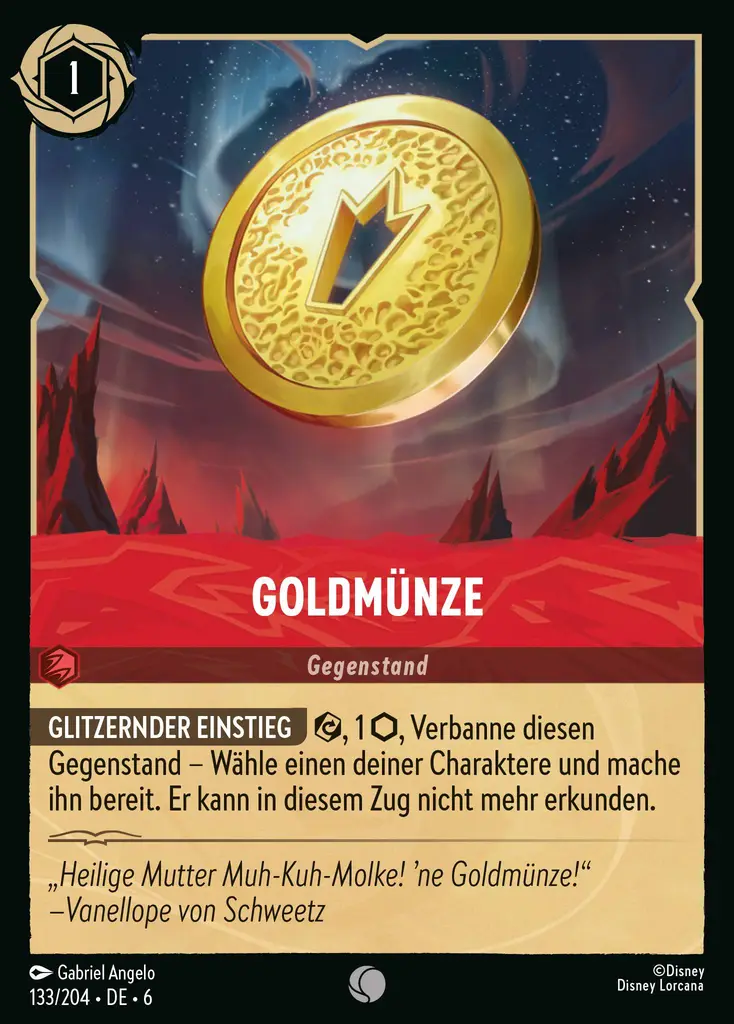 1
GOLDMÜNZE
Gegenstand
GLITZERNDER EINSTIEG , 1 , Verbanne diesen
Gegenstand – Wähle einen deiner Charaktere und mache
ihn bereit. Er kann in diesem Zug nicht mehr erkunden.
„Heilige Mutter Muh-Kuh-Molke! ’ne Goldmünze!“
–Vanellope von Schweetz
Gabriel Angelo
©Disney
133/204 • DE • 6
Disney Lorcana